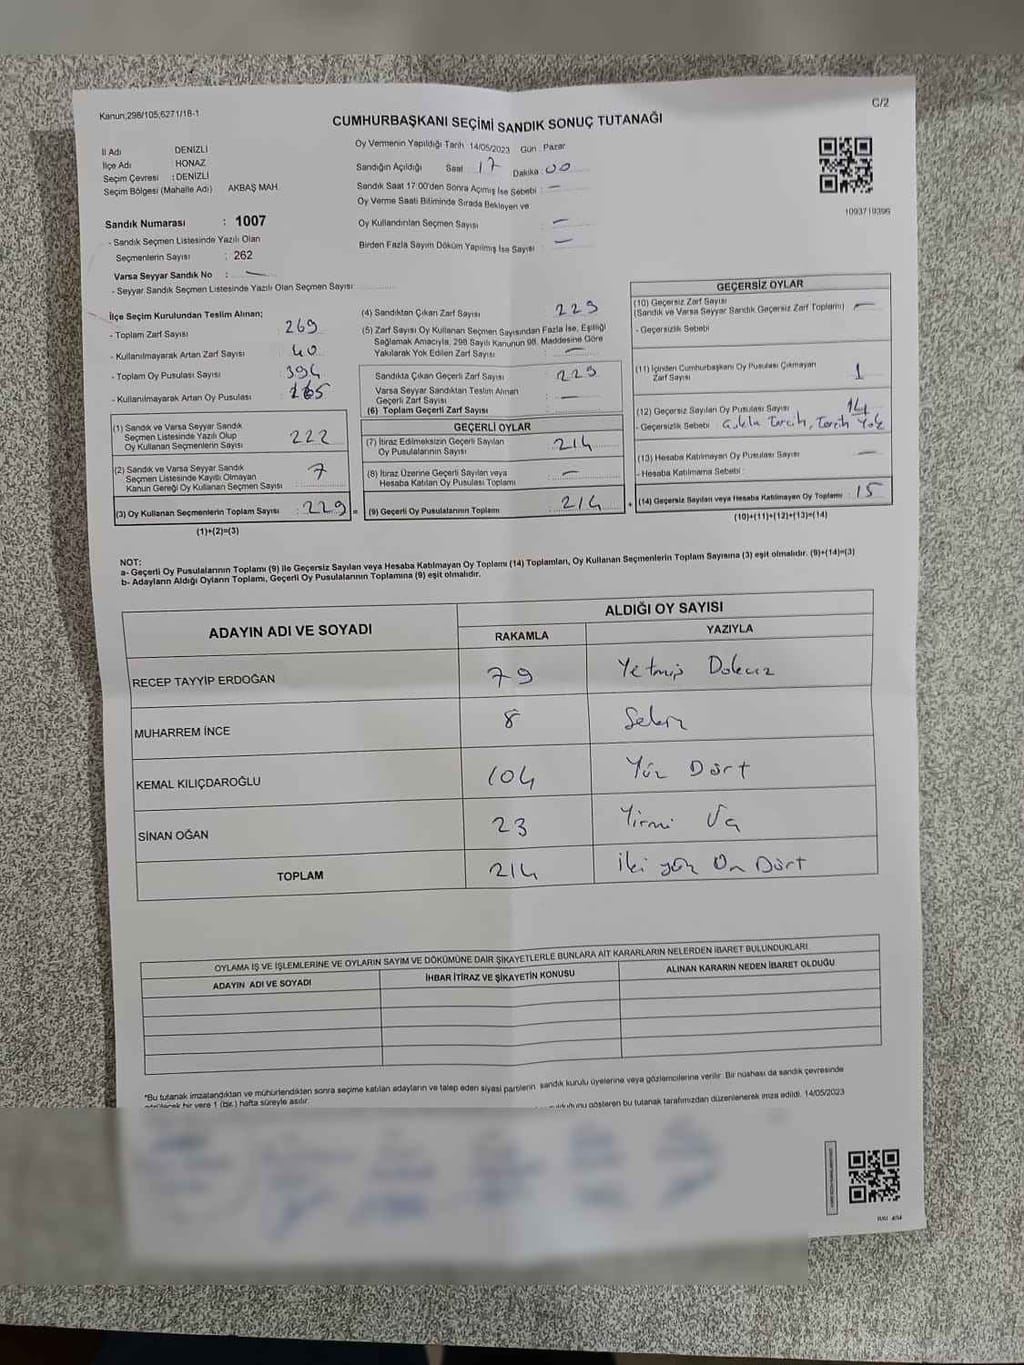 Kanun;298/105,6271/18-1
C/2
CUMHURBAŞKANI SEÇİMİ SANDIK SONUÇ TUTANAĞI
İl Adı DENİZLİ
İlçe Adı : HONAZ
Seçim Çevresi : DENİZLİ
Seçim Bölgesi (Mahalle Adı) AKBAŞ MAH.
Sandık Numarası : 1007
- Sandık Seçmen Listesinde Yazılı Olan
Seçmenlerin Sayısı : 262
Varsa Seyyar Sandık No : —
- Seyyar Sandık Seçmen Listesinde Yazılı Olan Seçmen Sayısı
Oy Vermenin Yapıldığı Tarih 14/05/2023 Gün : Pazar
Sandığın Açıldığı Saat 17 Dakika 00
Sandık Saat 17:00'den Sonra Açımış İse Sebebi : —
Oy Verme Saati Bitiminde Sırada Bekleyen ve
Oy Kullandırılan Seçmen Sayısı —
Birden Fazla Sayım Döküm Yapılmış İse Sayısı —
1093719396
İlçe Seçim Kurulundan Teslim Alınan;
- Toplam Zarf Sayısı 269
- Kullanılmayarak Artan Zarf Sayısı 40
- Toplam Oy Pusulası Sayısı 394
- Kullanılmayarak Artan Oy Pusulası 165
(1) Sandık ve Varsa Seyyar Sandık
Seçmen Listesinde Yazılı Olup
Oy Kullanan Seçmenlerin Sayısı 222
(2) Sandık ve Varsa Seyyar Sandık
Seçmen Listesinde Kayıtlı Olmayan
Kanun Gereği Oy Kullanan Seçmen Sayısı 7
(3) Oy Kullanan Seçmenlerin Toplam Sayısı : 229
(1)+(2)=(3)
(4) Sandıktan Çıkan Zarf Sayısı 229
(5) Zarf Sayısı Oy Kullanan Seçmen Sayısından Fazla İse, Eşitliği
Sağlamak Amacıyla, 298 Sayılı Kanunun 98. Maddesine Göre
Yakılarak Yok Edilen Zarf Sayısı —
Sandıkta Çıkan Geçerli Zarf Sayısı 229
Varsa Seyyar Sandıktan Teslim Alınan
Geçerli Zarf Sayısı —
(6) Toplam Geçerli Zarf Sayısı
GEÇERLİ OYLAR
(7) İtiraz Edilmeksizin Geçerli Sayılan
Oy Pusulalarının Sayısı 214
(8) İtiraz Üzerine Geçerli Sayılan veya
Hesaba Katılan Oy Pusulası Toplamı —
= (9) Geçerli Oy Pusulalarının Toplamı 214
GEÇERSİZ OYLAR
(10) Geçersiz Zarf Sayısı
(Sandık ve Varsa Seyyar Sandık Geçersiz Zarf Toplamı) —
- Geçersizlik Sebebi
(11) İçinden Cumhurbaşkanı Oy Pusulası Çıkmayan
Zarf Sayısı 1
(12) Geçersiz Sayılan Oy Pusulası Sayısı 14
- Geçersizlik Sebebi : Çokla Tercih, Tercih Yok
(13) Hesaba Katılmayan Oy Pusulası Sayısı —
- Hesaba Katılmama Sebebi :
+ (14) Geçersiz Sayılan veya Hesaba Katılmayan Oy Toplamı : 15
(10)+(11)+(12)+(13)=(14)
NOT:
a- Geçerli Oy Pusulalarının Toplamı (9) ile Geçersiz Sayılan veya Hesaba Katılmayan Oy Toplamı (14) Toplamları, Oy Kullanan Seçmenlerin Toplam Sayısına (3) eşit olmalıdır. (9)+(14)=(3)
b- Adayların Aldığı Oyların Toplamı, Geçerli Oy Pusulalarının Toplamına (9) eşit olmalıdır.
ADAYIN ADI VE SOYADI
ALDIĞI OY SAYISI
RAKAMLA YAZIYLA
RECEP TAYYİP ERDOĞAN 79 Yetmiş Dokuz
MUHARREM İNCE 8 Sekiz
KEMAL KILIÇDAROĞLU 104 Yüz Dört
SİNAN OĞAN 23 Yirmi Üç
TOPLAM 214 İki yüz On Dört
OYLAMA İŞ VE İŞLEMLERİNE VE OYLARIN SAYIM VE DÖKÜMÜNE DAİR ŞİKAYETLERLE BUNLARA AİT KARARLARIN NELERDEN İBARET BULUNDUKLARI
ADAYIN ADI VE SOYADI İHBAR İTİRAZ VE ŞİKAYETİN KONUSU ALINAN KARARIN NEDEN İBARET OLDUĞU
*Bu tutanak imzalandıktan ve mühürlendikten sonra seçime katılan adayların ve talep eden siyasi partilerin sandık kurulu üyelerine veya gözlemcilerine verilir. Bir nüshası da sandık çevresinde
görülecek bir yere 1 (bir) hafta süreyle asılır.
gösteren bu tutanak tarafımızdan düzenlenerek imza edildi. 14/05/2023